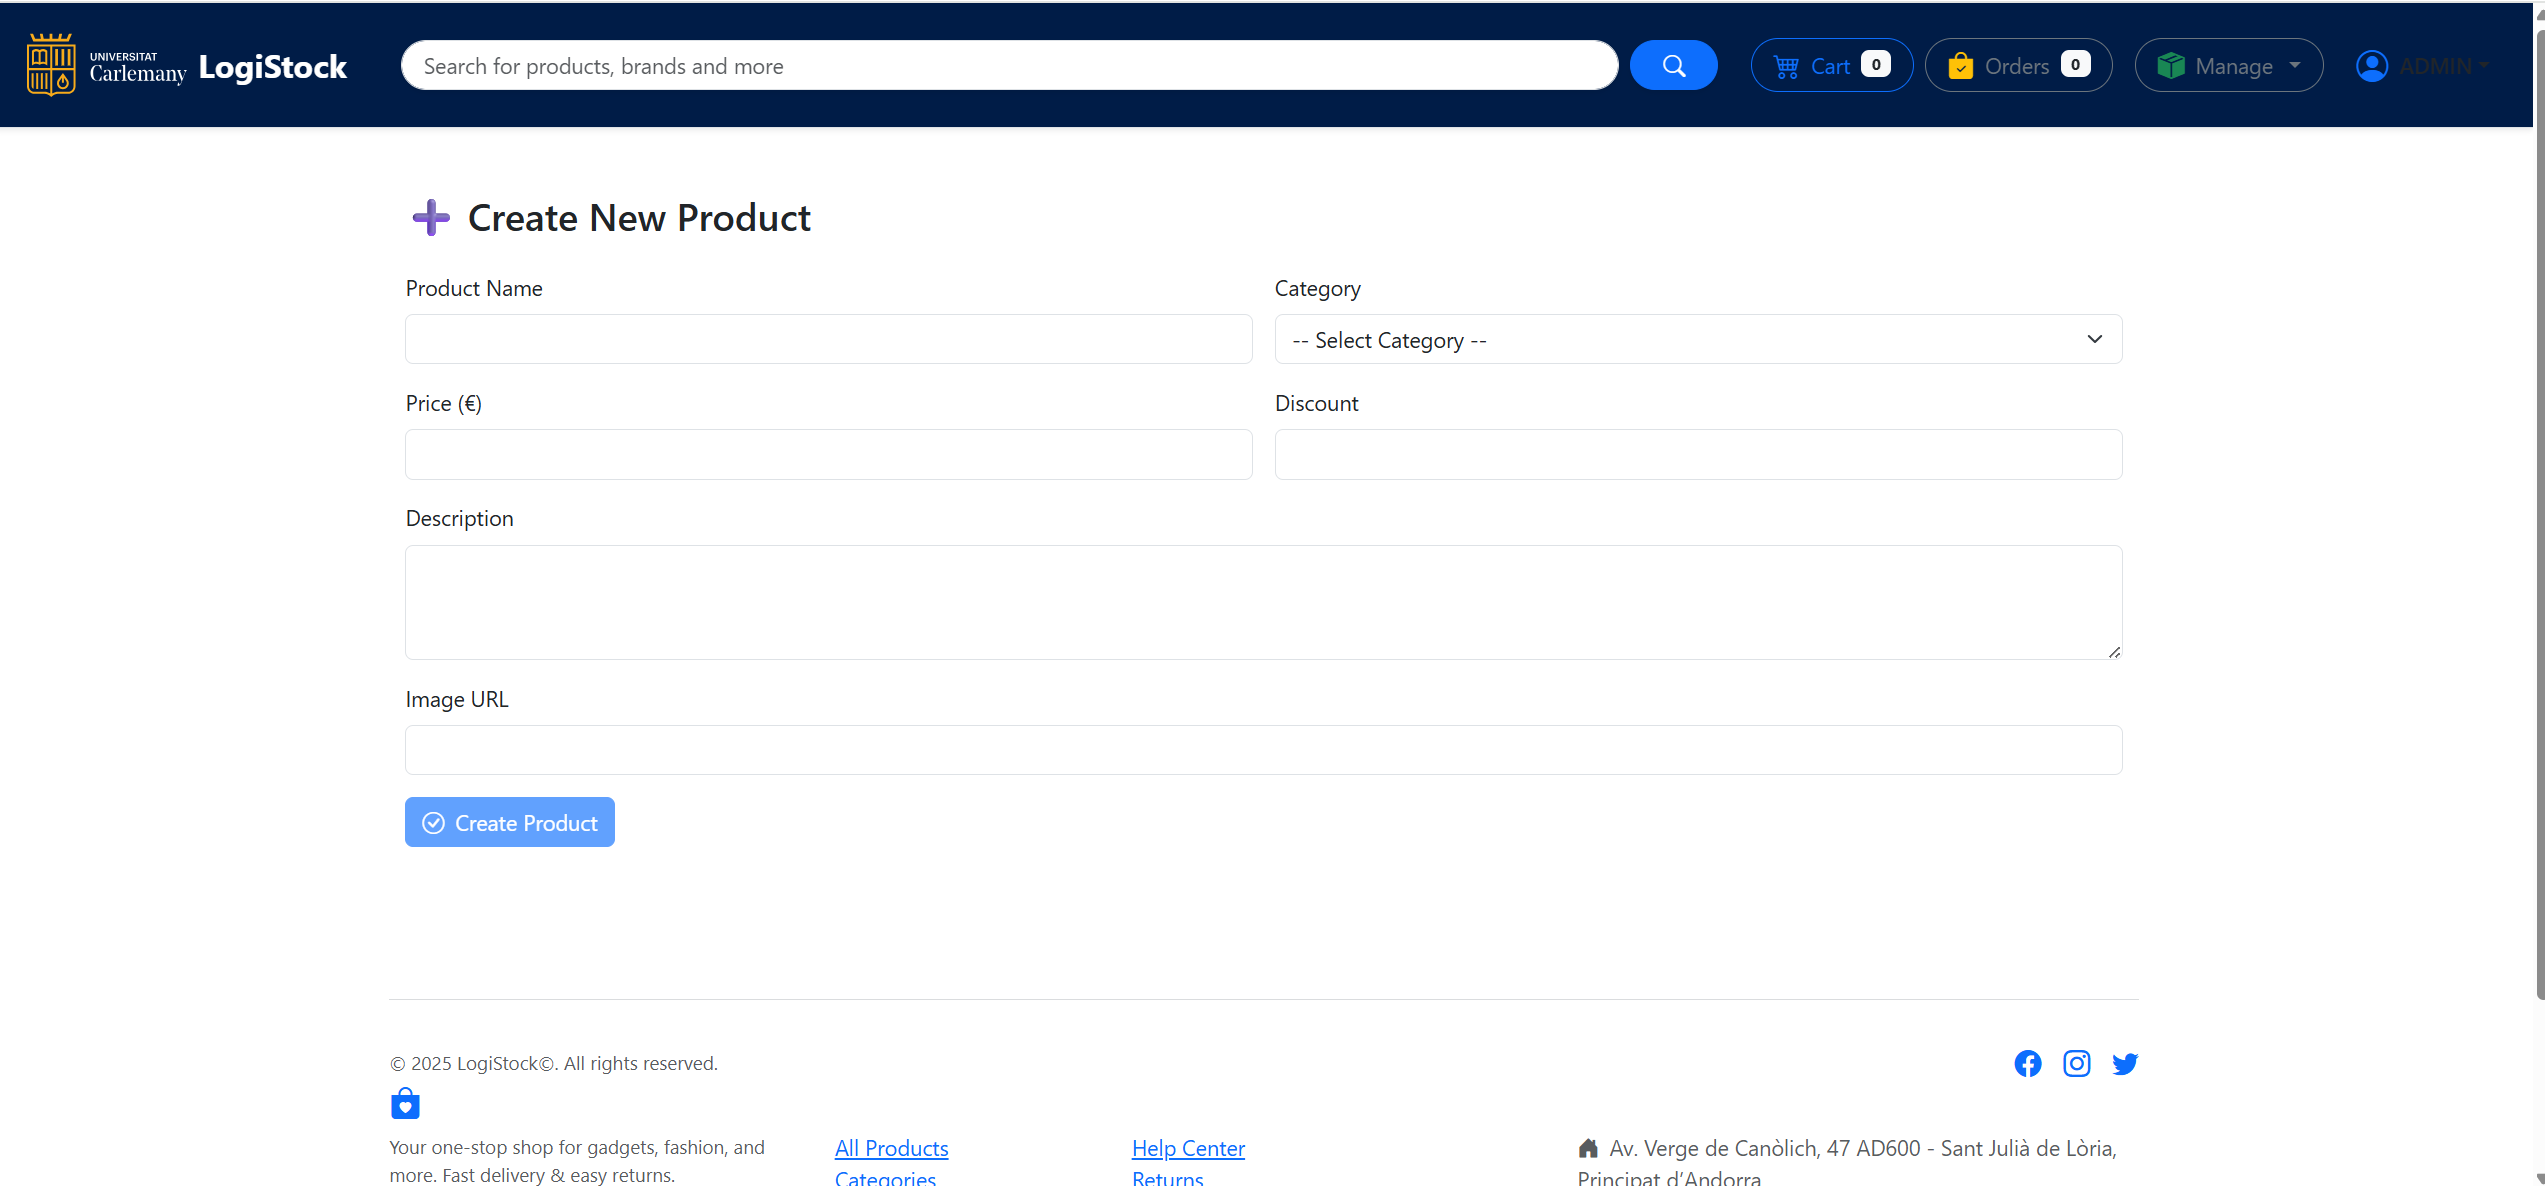 UNIVERSITAT
Carlemany
LogiStock
Search for products, brands and more
Cart 0
Orders 0
Manage
ADMIN
Create New Product
Product Name
Category
-- Select Category --
Price (€)
Discount
Description
Image URL
Create Product
© 2025 LogiStock©. All rights reserved.
Your one-stop shop for gadgets, fashion, and
more. Fast delivery & easy returns.
All Products
Categories
Help Center
Returns
Av. Verge de Canòlich, 47 AD600 - Sant Julià de Lòria,
Principat d’Andorra